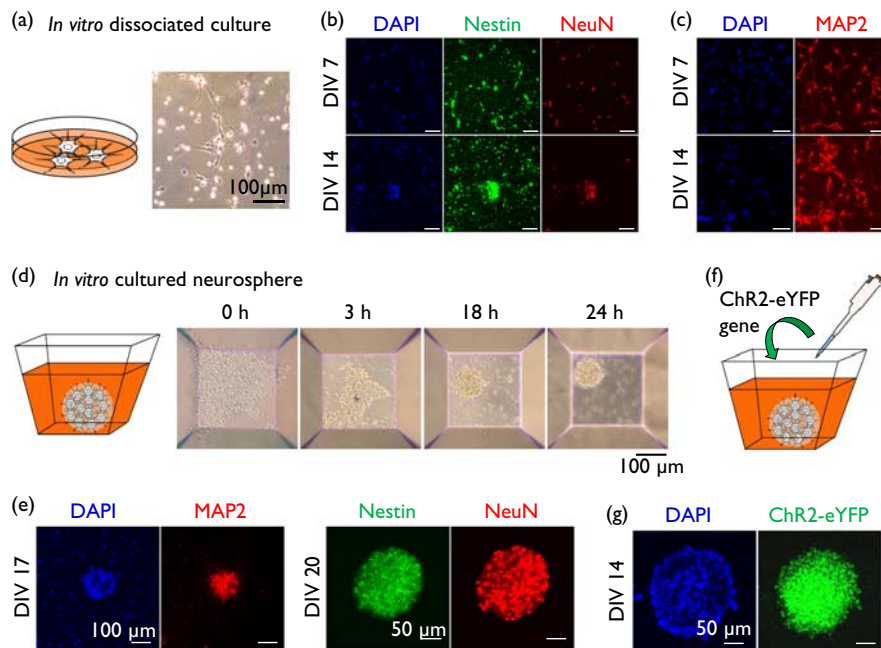 (a) In vitro dissociated culture
100µm
(b) DAPI Nestin NeuN
DIV 7
DIV 14
(c) MAP2
DIV 7
DIV 14
(d) In vitro cultured neurosphere
0 h 3 h 18 h 24 h
100 µm
(f)
ChR2-eYFP
gene
(e) DAPI MAP2 Nestin NeuN
DIV 17
100 µm
DIV 20
50 µm
(g) DAPI ChR2-eYFP
DIV 14
50 µm